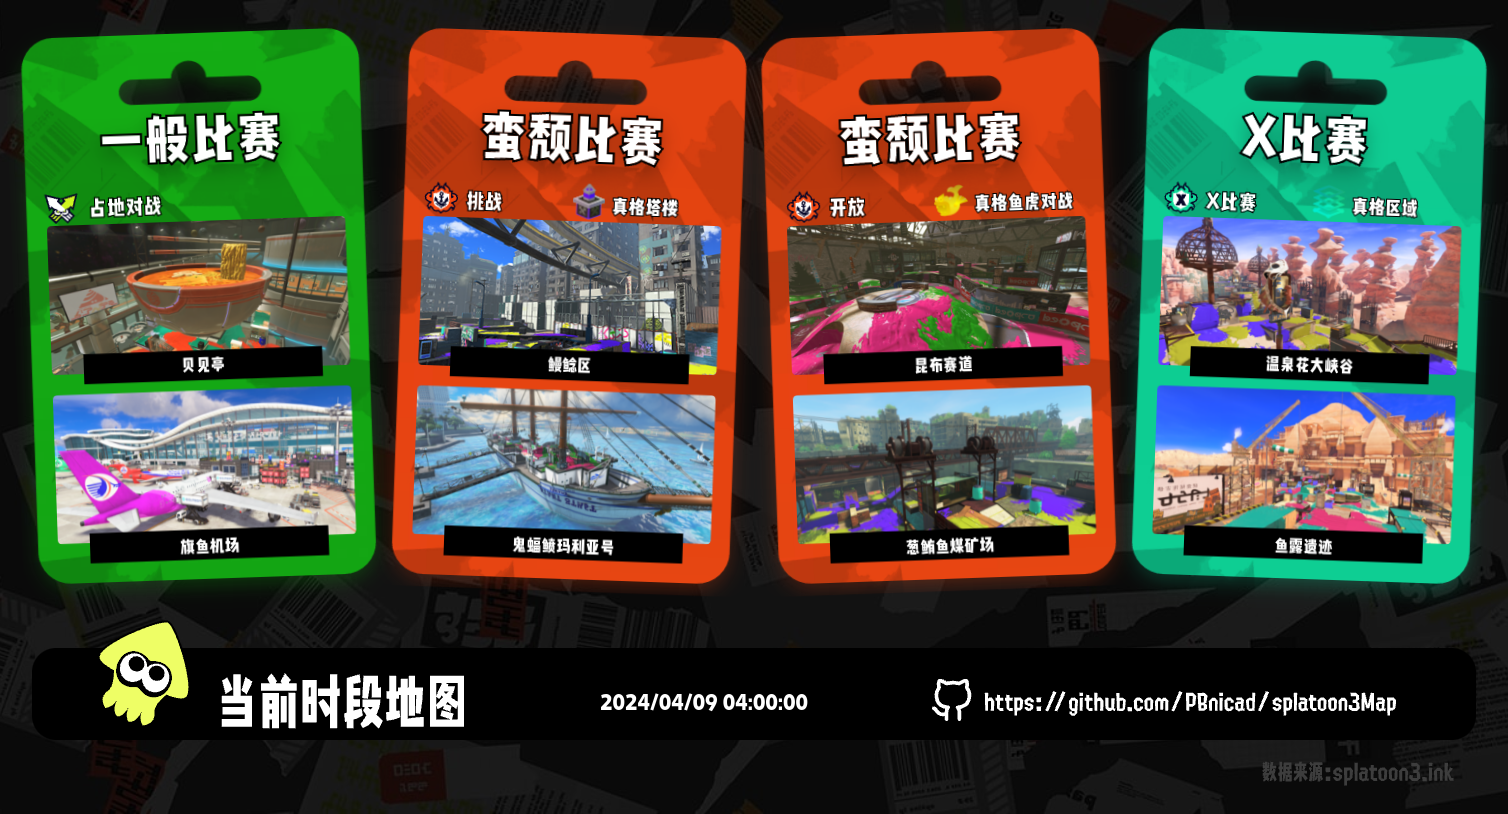 一般比赛
占地对战
贝贝亭
旗鱼机场
蛮颓比赛
挑战
真格塔楼
鳗鲶区
鬼蝠鲼玛利亚号
蛮颓比赛
开放
真格鱼虎对战
昆布赛道
葱鲔鱼煤矿场
X比赛
X比赛
真格区域
温泉花大峡谷
鱼露遗迹
当前时段地图
2024/04/09 04:00:00
https://github.com/PBnicad/splatoon3Map
数据来源:splatoon3.ink